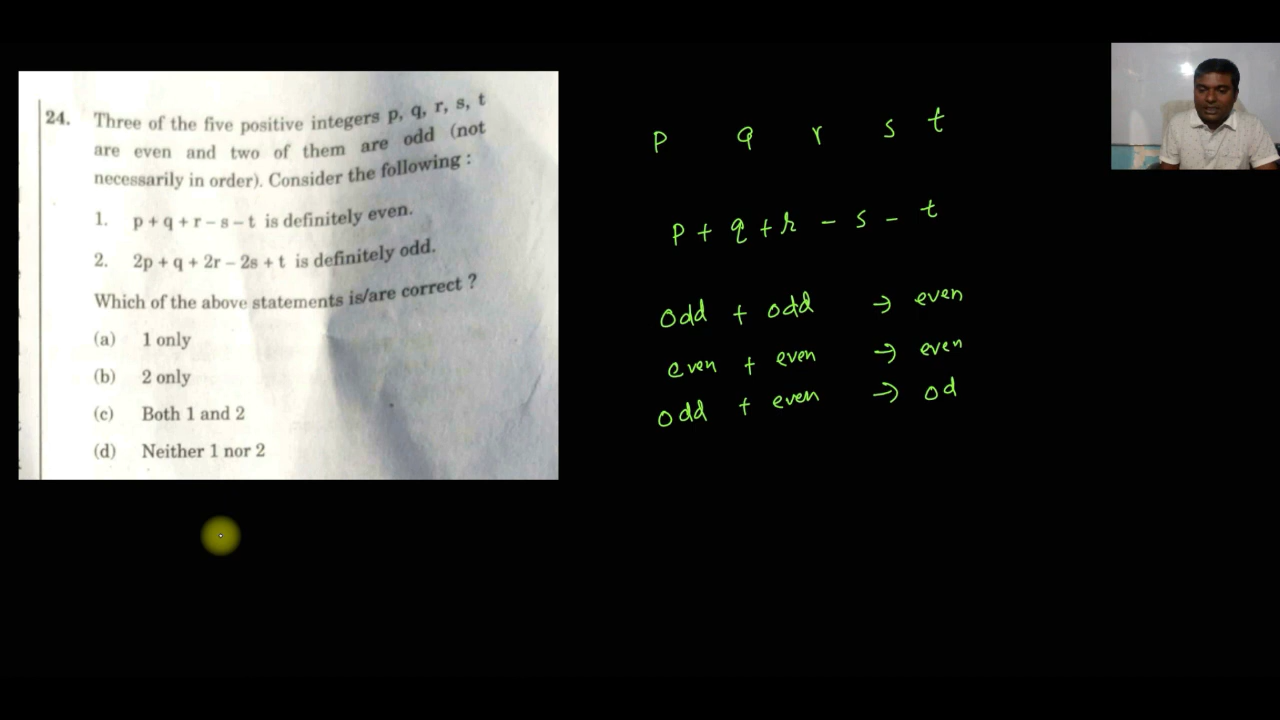 24. Three of the five positive integers p, q, r, s, t
are even and two of them are odd (not
necessarily in order). Consider the following :
1. p + q + r – s – t is definitely even.
2. 2p + q + 2r – 2s + t is definitely odd.
Which of the above statements is/are correct ?
(a) 1 only
(b) 2 only
(c) Both 1 and 2
(d) Neither 1 nor 2
p q r s t
p + q + r – s – t
odd + odd → even
even + even → even
odd + even → od